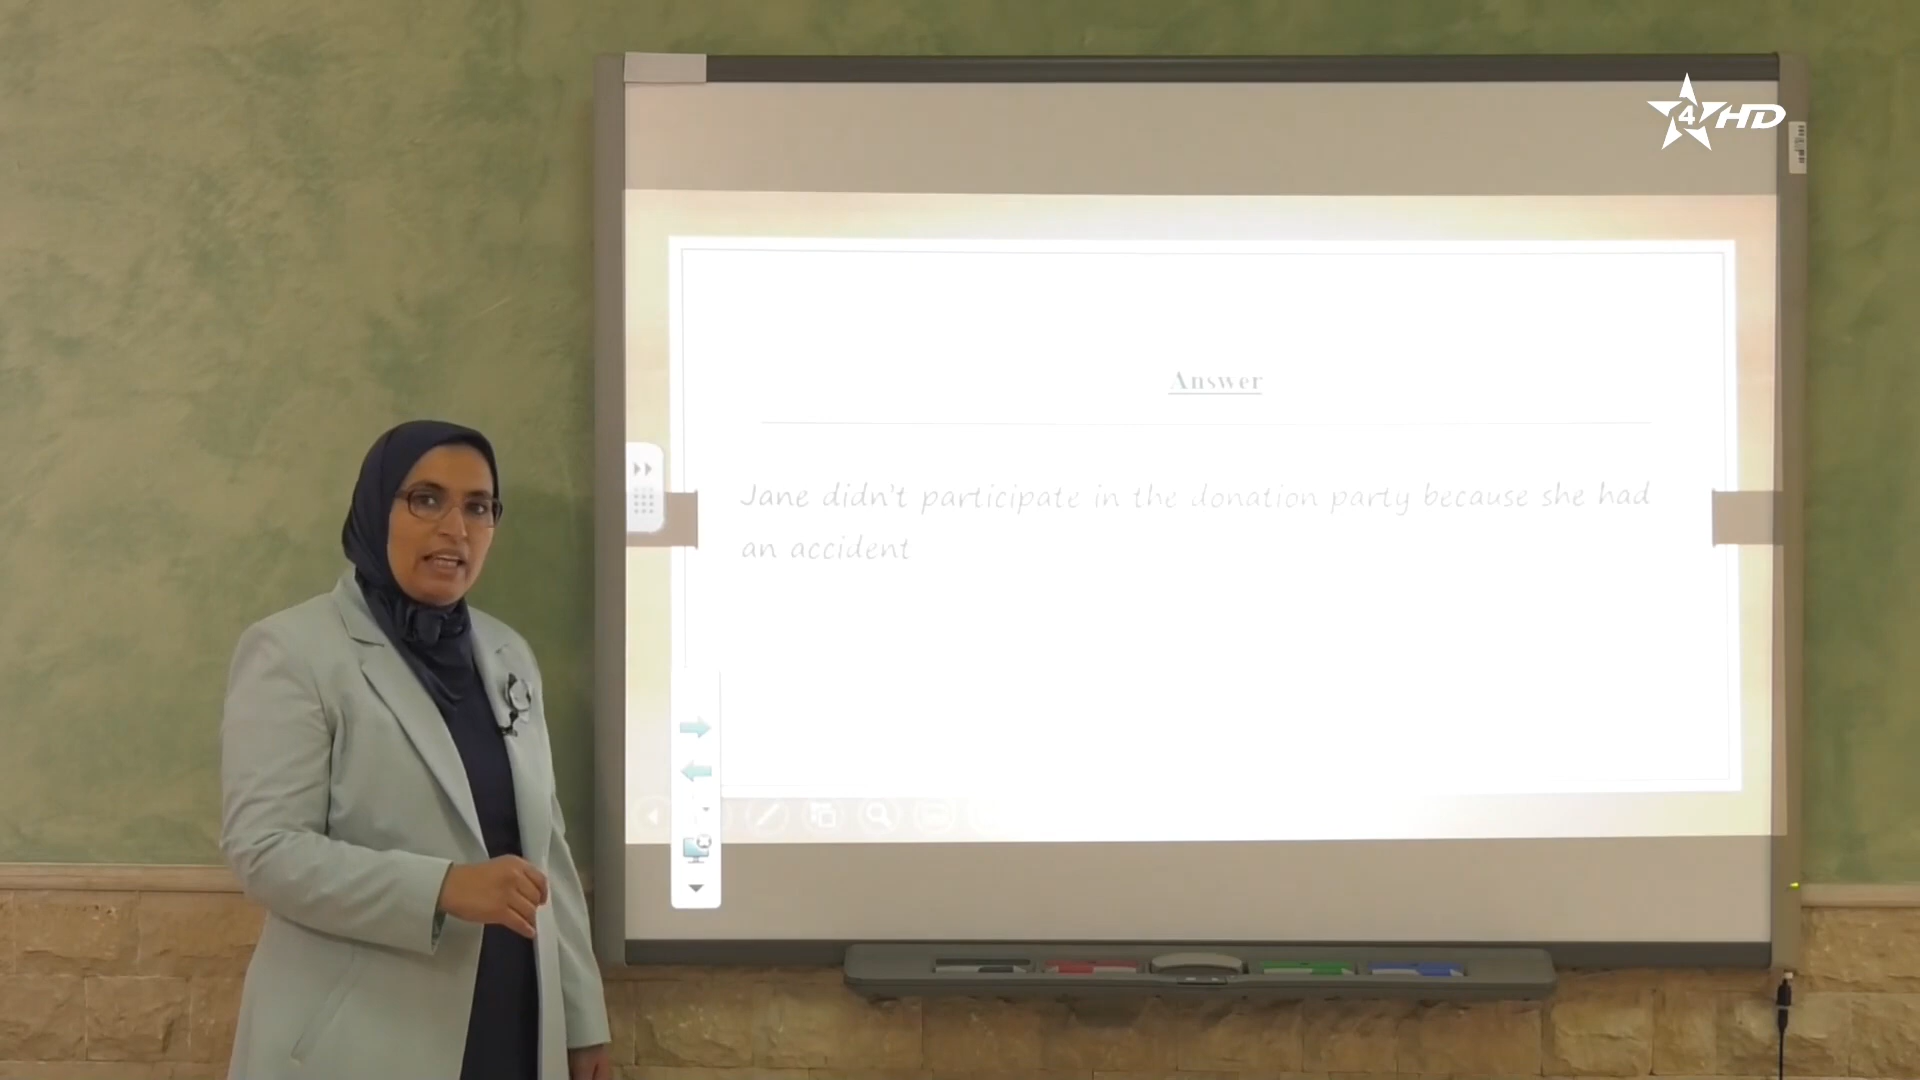 4 HD
Answer
Jane didn't participate in the donation party because she had
an accident